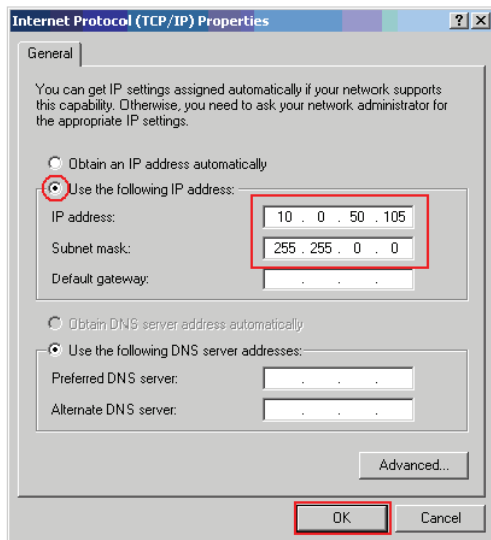 Internet Protocol (TCP/IP) Properties ? X
General
You can get IP settings assigned automatically if your network supports
this capability. Otherwise, you need to ask your network administrator for
the appropriate IP settings.
Obtain an IP address automatically
Use the following IP address:
IP address: 10 . 0 . 50 . 105
Subnet mask: 255 . 255 . 0 . 0
Default gateway: . . .
Obtain DNS server address automatically
Use the following DNS server addresses:
Preferred DNS server: . . .
Alternate DNS server: . . .
Advanced...
OK Cancel